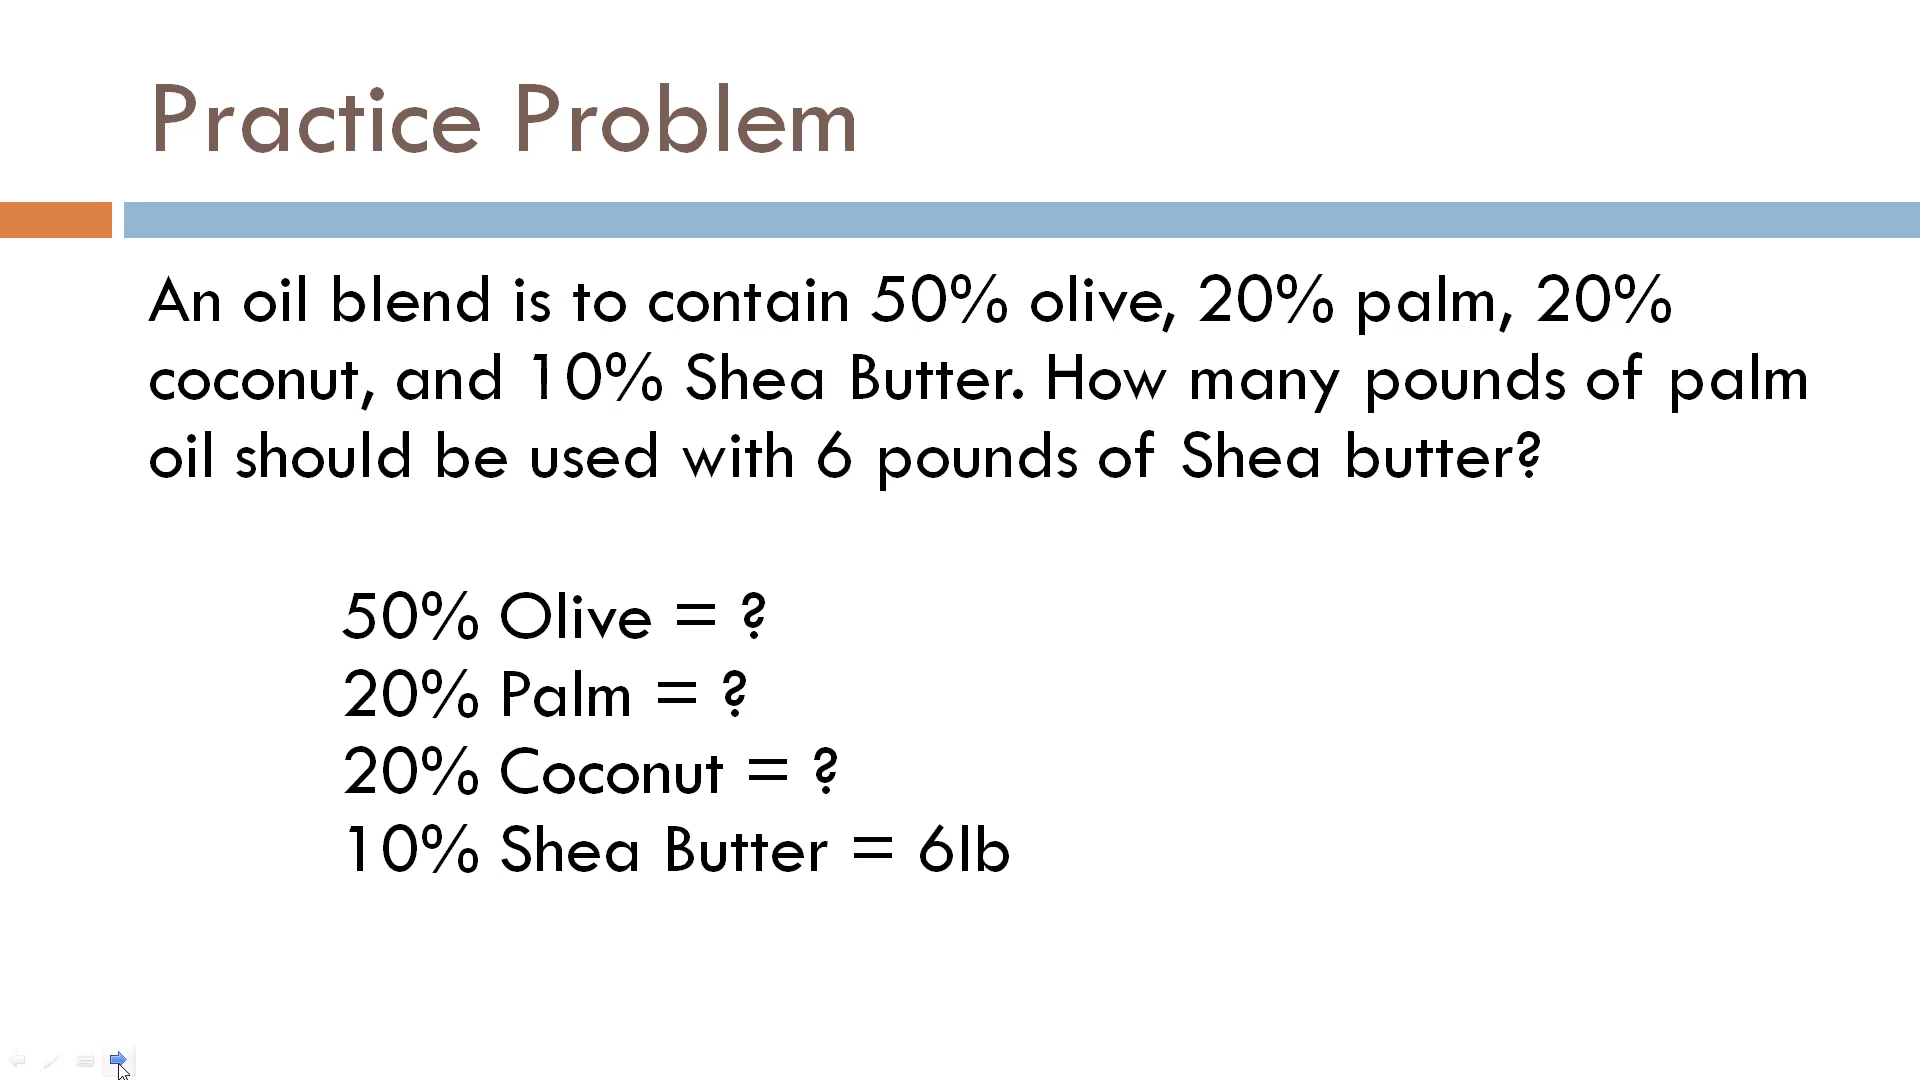 Practice Problem
An oil blend is to contain 50% olive, 20% palm, 20%
coconut, and 10% Shea Butter. How many pounds of palm
oil should be used with 6 pounds of Shea butter?
50% Olive = ?
20% Palm = ?
20% Coconut = ?
10% Shea Butter = 6lb